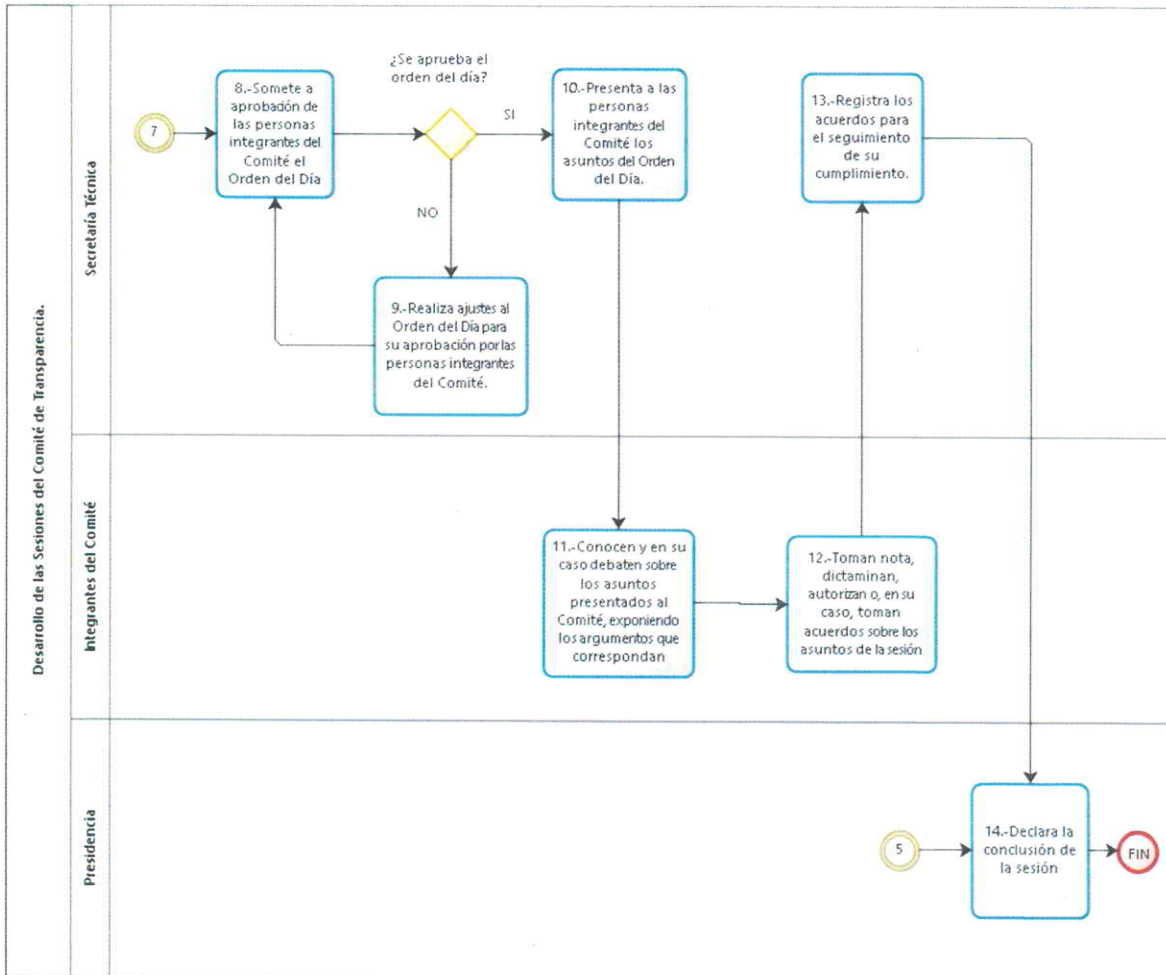 Desarrollo de las Sesiones del Comité de Transparencia.
Secretaría Técnica
7
8.-Somete a
aprobación de
las personas
integrantes del
Comité el
Orden del Día
¿Se aprueba el
orden del día?
SI
NO
9.-Realiza ajustes al
Orden del Día para
su aprobación por las
personas integrantes
del Comité.
10.-Presenta a las
personas
integrantes del
Comité los
asuntos del Orden
del Día.
13.-Registra los
acuerdos para
el seguimiento
de su
cumplimiento.
Integrantes del Comité
11.-Conocen y en su
caso debaten sobre
los asuntos
presentados al
Comité, exponiendo
los argumentos que
correspondan
12.-Toman nota,
dictaminan,
autorizan o, en su
caso, toman
acuerdos sobre los
asuntos de la sesión
Presidencia
5
14.-Declara la
conclusión de
la sesión
FIN